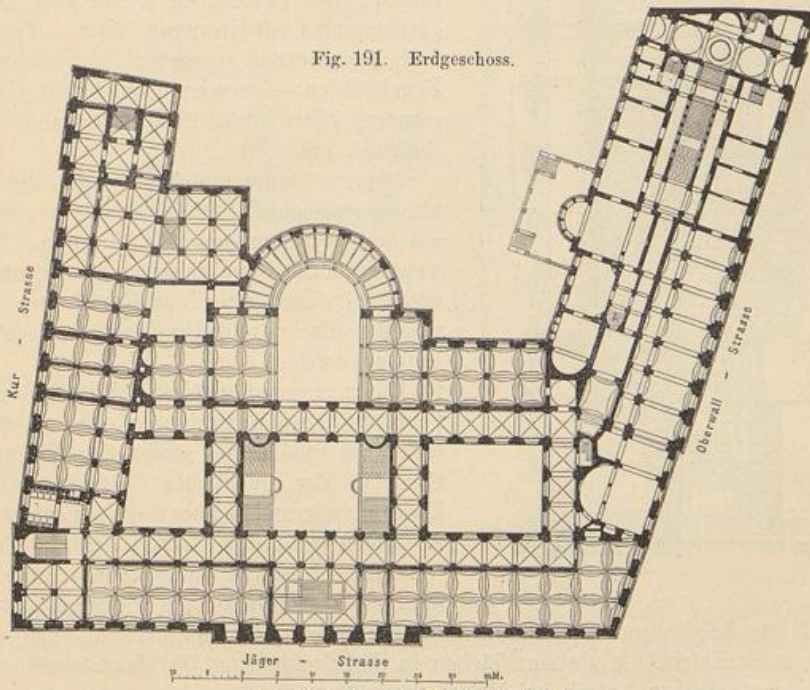 Fig. 191. Erdgeschoss.
Kur - Strasse
Oberwall - Strasse
Jäger - Strasse